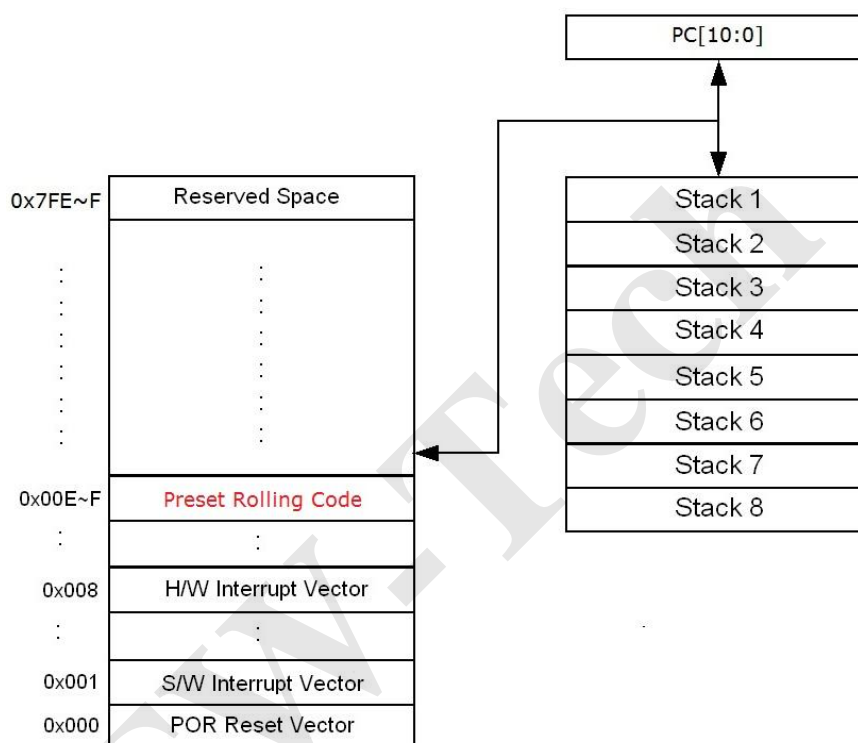 PC[10:0]
0x7FE~F Reserved Space
Stack 1
Stack 2
Stack 3
Stack 4
Stack 5
Stack 6
Stack 7
Stack 8
0x00E~F Preset Rolling Code
0x008 H/W Interrupt Vector
0x001 S/W Interrupt Vector
0x000 POR Reset Vector
W-Tech